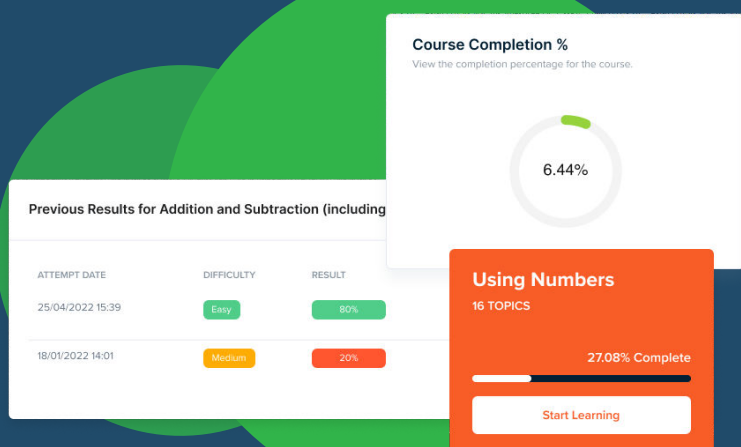 Course Completion %
View the completion percentage for the course.
6.44%
Previous Results for Addition and Subtraction (including
ATTEMPT DATE DIFFICULTY RESULT
25/04/2022 15:39 Easy 80%
18/01/2022 14:01 Medium 20%
Using Numbers
16 TOPICS
27.08% Complete
Start Learning